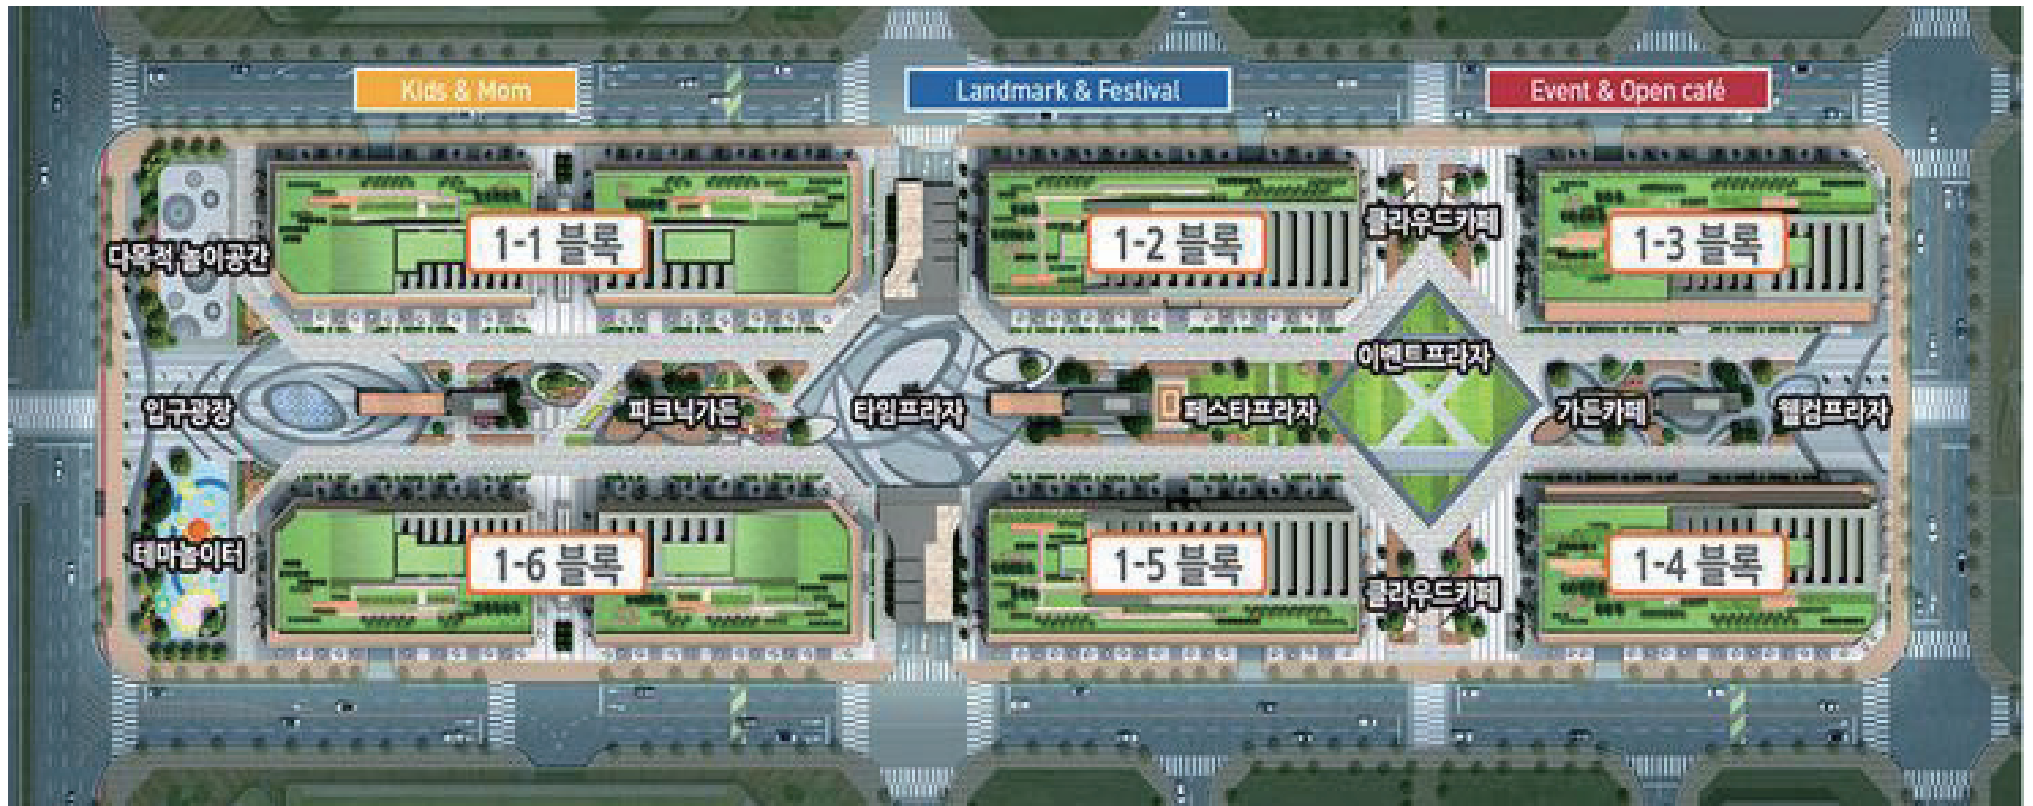 Kids & Mom
Landmark & Festival
Event & Open café
1-1 블록
1-2 블록
클라우드카페
1-3 블록
다목적 놀이공간
이벤트프라자
입구광장
피크닉가든
타임프라자
페스타프라자
가든카페
웰컴프라자
테마놀이터
1-6 블록
1-5 블록
클라우드카페
1-4 블록